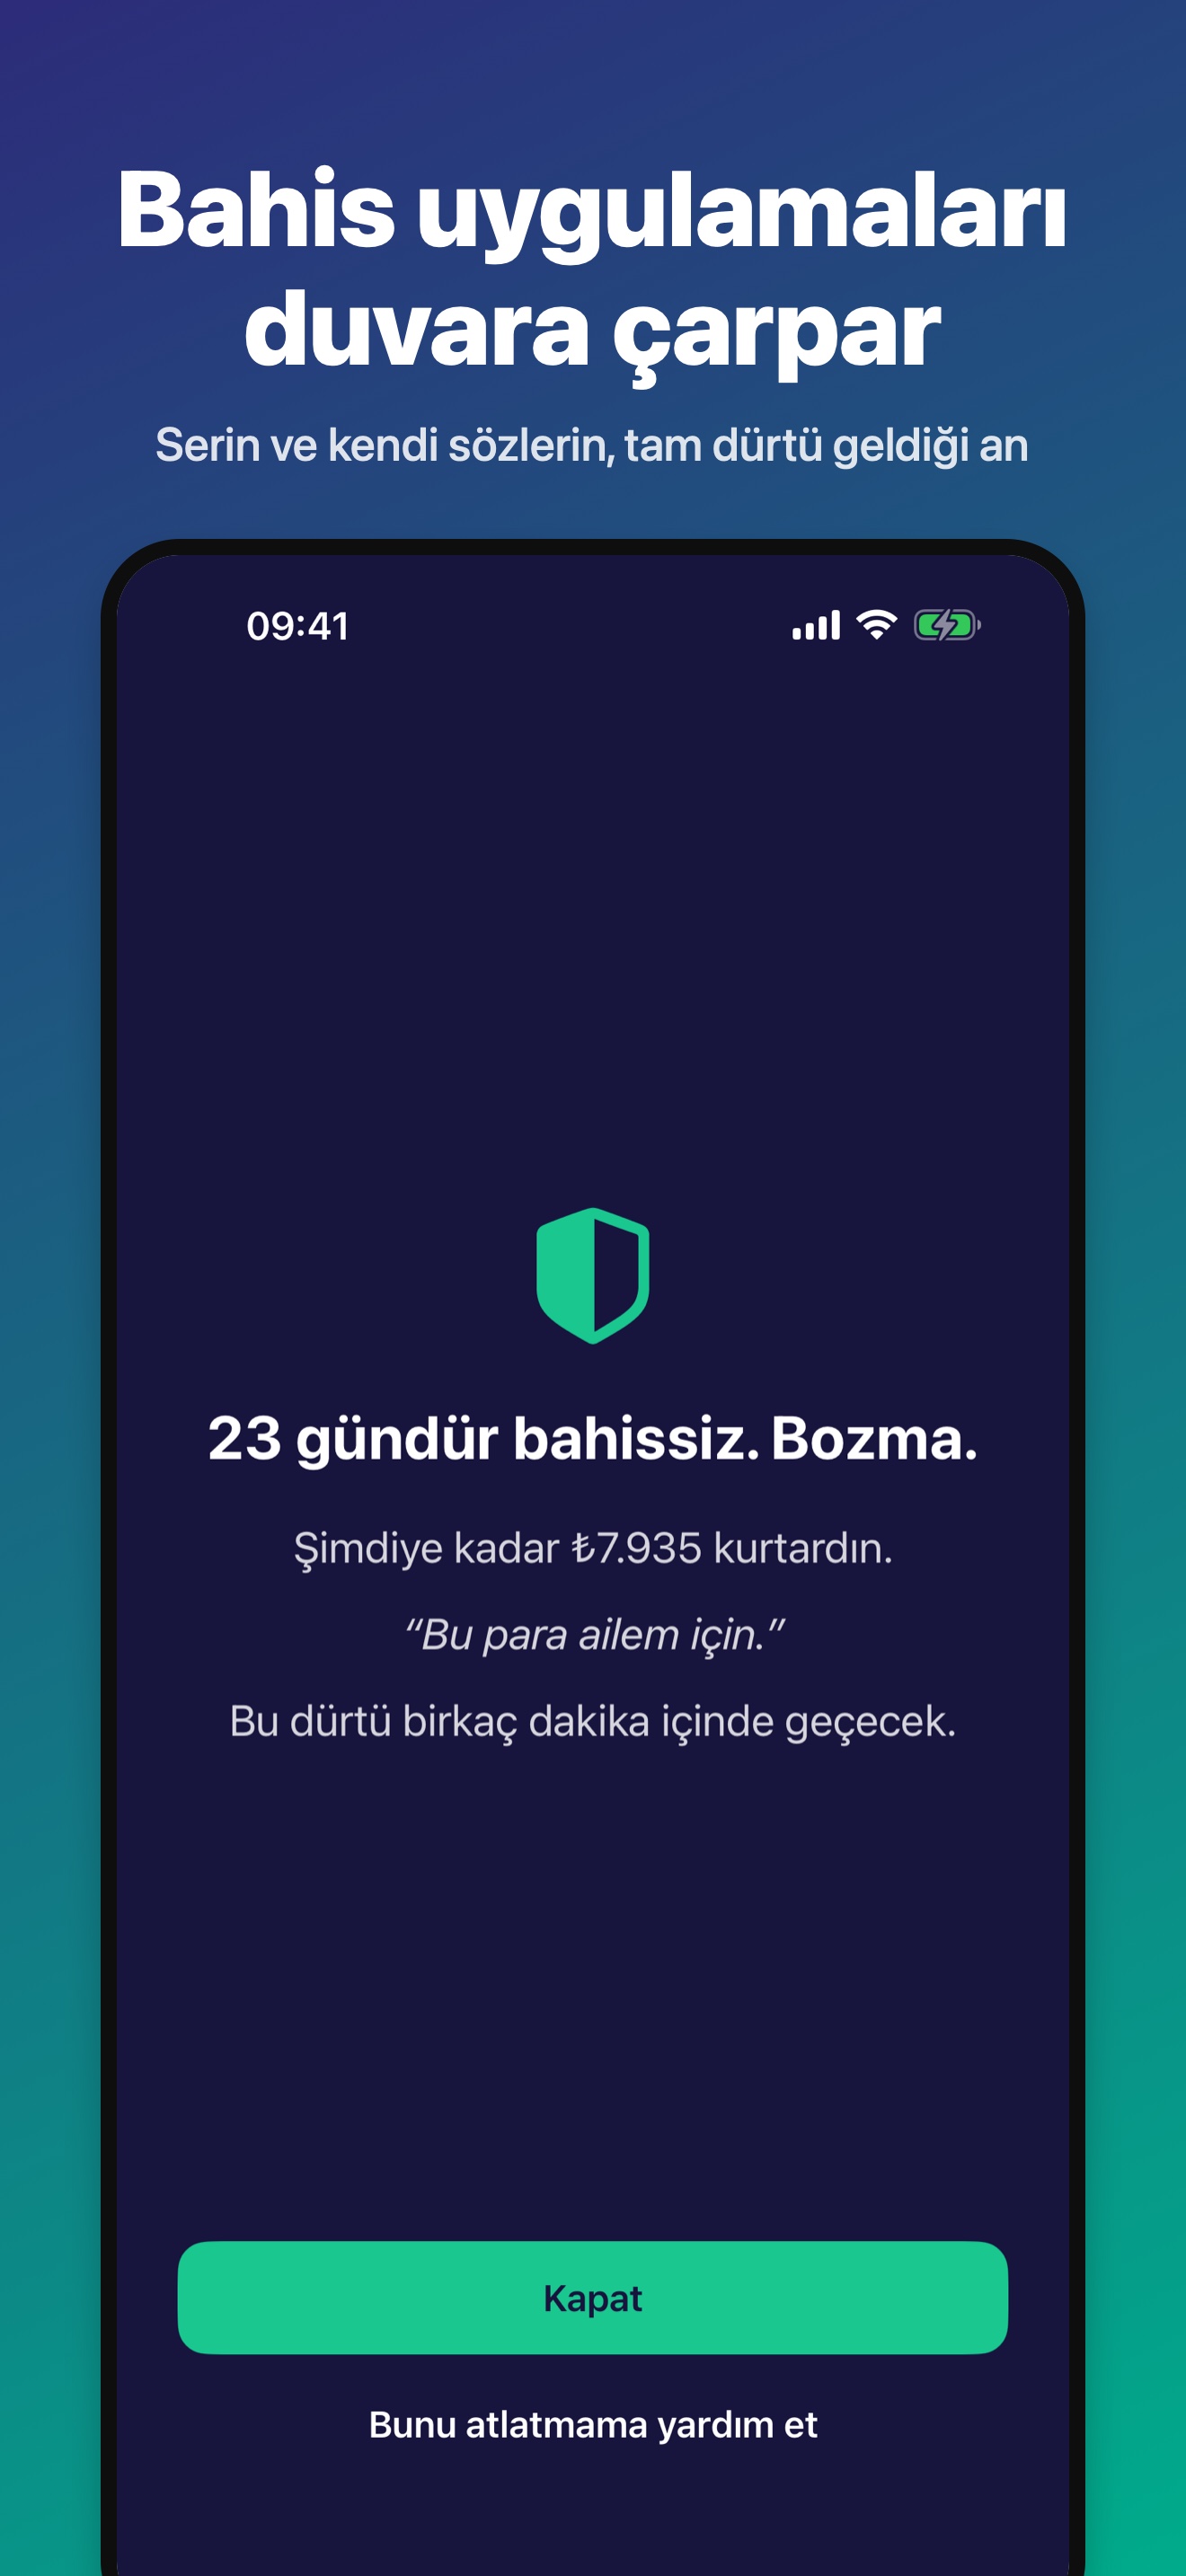 Bahis uygulamaları
duvara çarpar
Serin ve kendi sözlerin, tam dürtü geldiği an
09:41
23 gündür bahissiz. Bozma.
Şimdiye kadar ₺7.935 kurtardın.
“Bu para ailem için.”
Bu dürtü birkaç dakika içinde geçecek.
Kapat
Bunu atlatmama yardım et